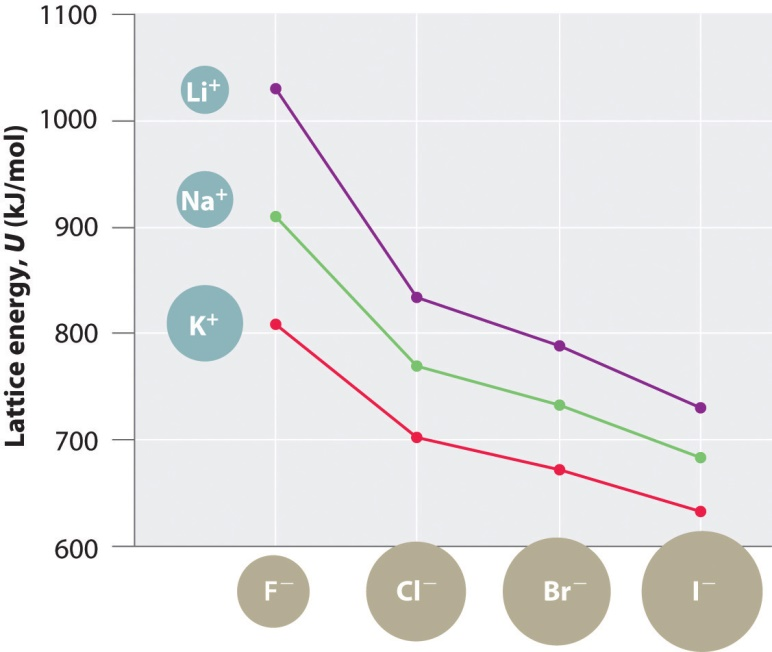 1100
1000
900
800
700
600
Lattice energy, U (kJ/mol)
Li⁺
Na⁺
K⁺
F⁻
Cl⁻
Br⁻
I⁻